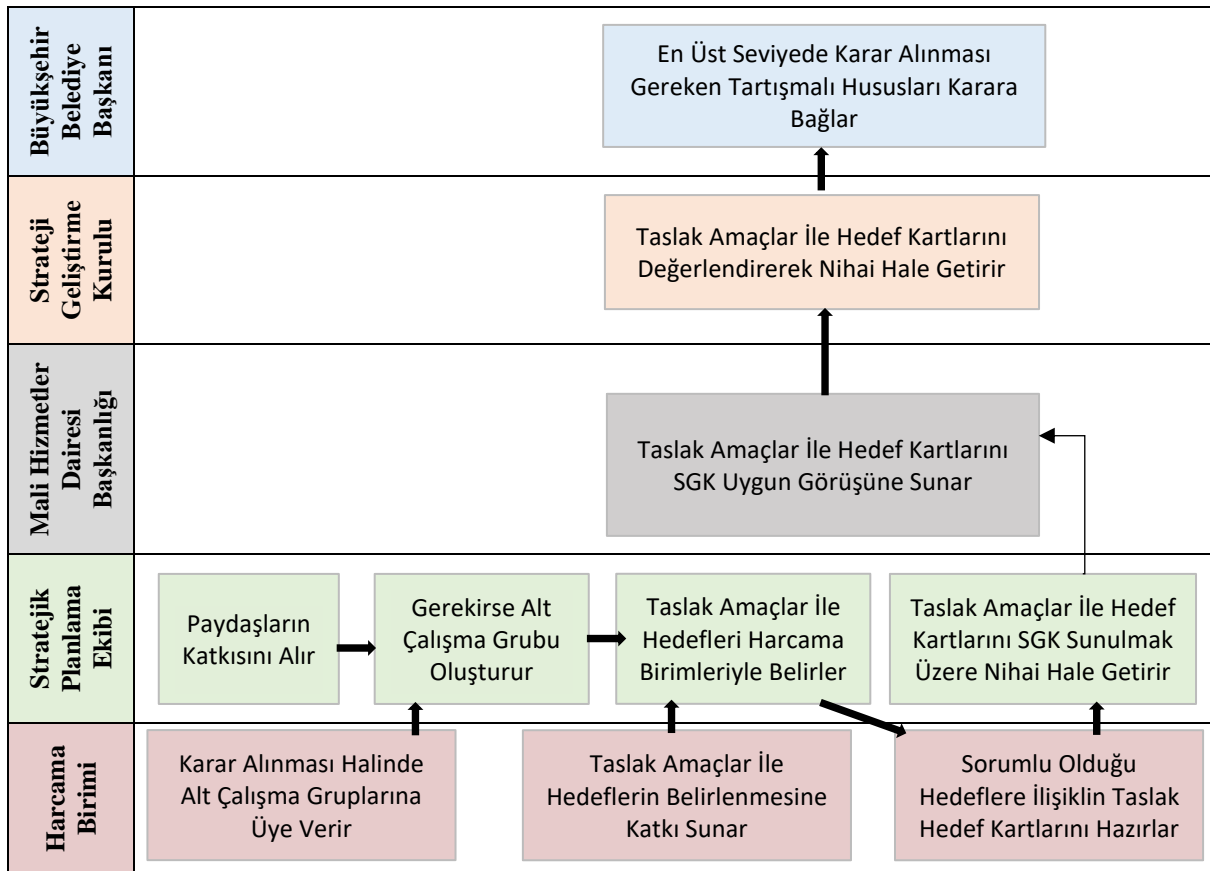 Büyükşehir
Belediye
Başkanı
En Üst Seviyede Karar Alınması
Gereken Tartışmalı Hususları Karara
Bağlar
Strateji
Geliştirme
Kurulu
Taslak Amaçlar İle Hedef Kartlarını
Değerlendirerek Nihai Hale Getirir
Mali Hizmetler
Dairesi
Başkanlığı
Taslak Amaçlar İle Hedef Kartlarını
SGK Uygun Görüşüne Sunar
Stratejik
Planlama
Ekibi
Paydaşların
Katkısını Alır
Gerekirse Alt
Çalışma Grubu
Oluşturur
Taslak Amaçlar İle
Hedefleri Harcama
Birimleriyle Belirler
Taslak Amaçlar İle Hedef
Kartlarını SGK Sunulmak
Üzere Nihai Hale Getirir
Harcama
Birimi
Karar Alınması Halinde
Alt Çalışma Gruplarına
Üye Verir
Taslak Amaçlar İle
Hedeflerin Belirlenmesine
Katkı Sunar
Sorumlu Olduğu
Hedeflere İlişiklin Taslak
Hedef Kartlarını Hazırlar